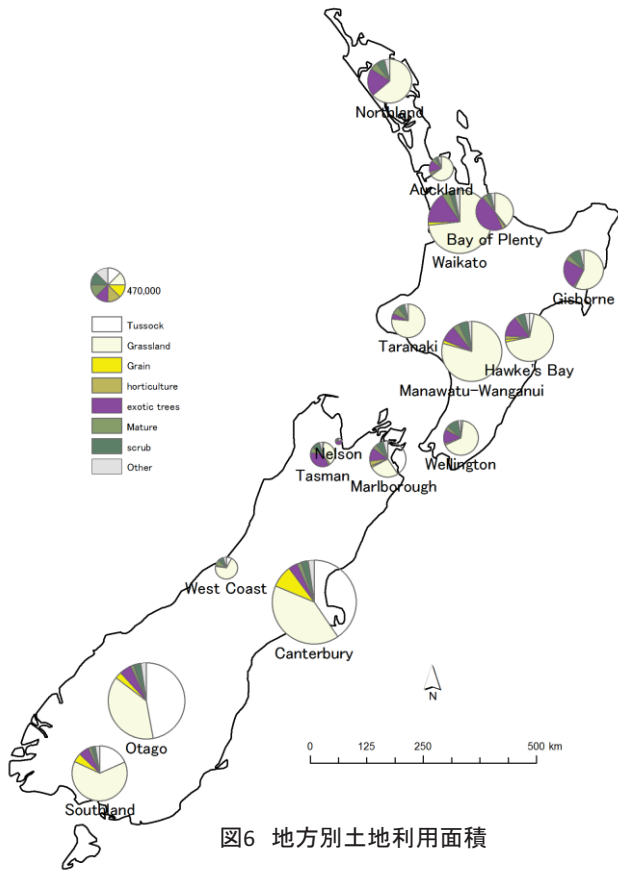 Northland
Auckland
Bay of Plenty
Waikato
Gisborne
470,000
Tussock
Grassland
Grain
horticulture
exotic trees
Mature
scrub
Other
Taranaki
Hawke's Bay
Manawatu-Wanganui
Wellington
Nelson
Tasman
Marlborough
West Coast
Canterbury
N
Otago
0 125 250 500 km
Southland
図6 地方別土地利用面積